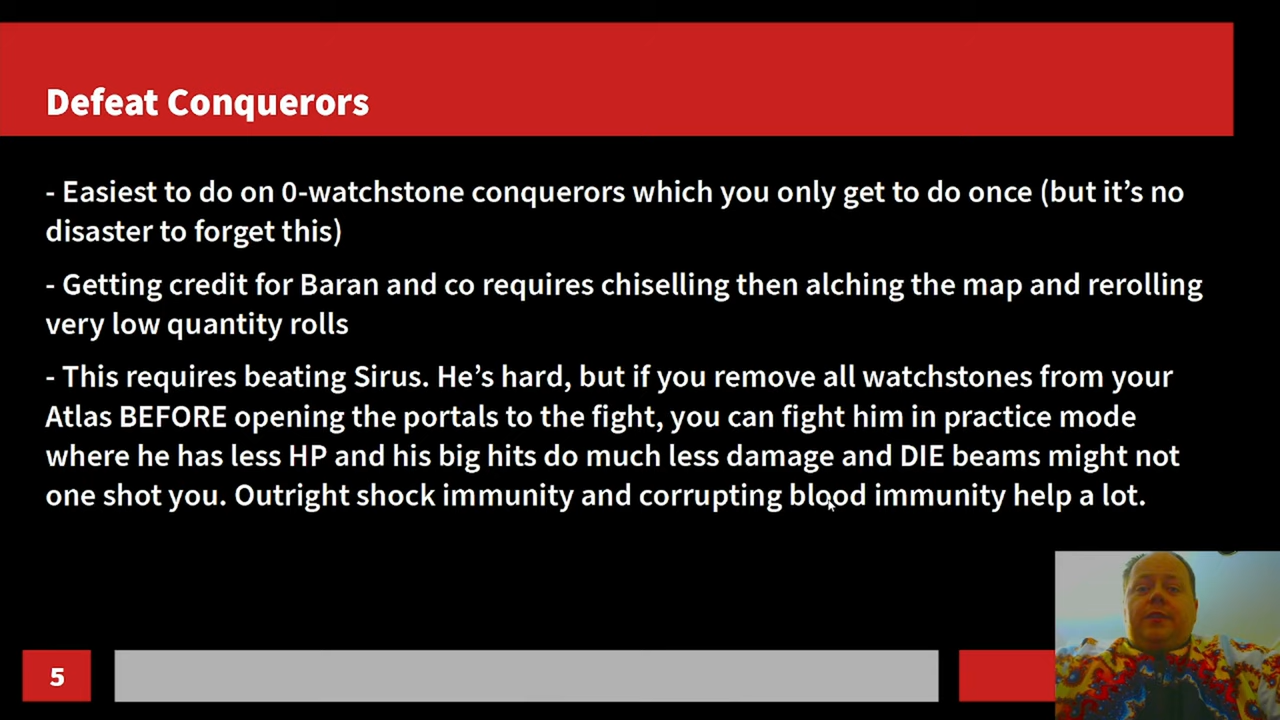 Defeat Conquerors
- Easiest to do on 0-watchstone conquerors which you only get to do once (but it’s no
disaster to forget this)
- Getting credit for Baran and co requires chiselling then alching the map and rerolling
very low quantity rolls
- This requires beating Sirus. He’s hard, but if you remove all watchstones from your
Atlas BEFORE opening the portals to the fight, you can fight him in practice mode
where he has less HP and his big hits do much less damage and DIE beams might not
one shot you. Outright shock immunity and corrupting blood immunity help a lot.
5